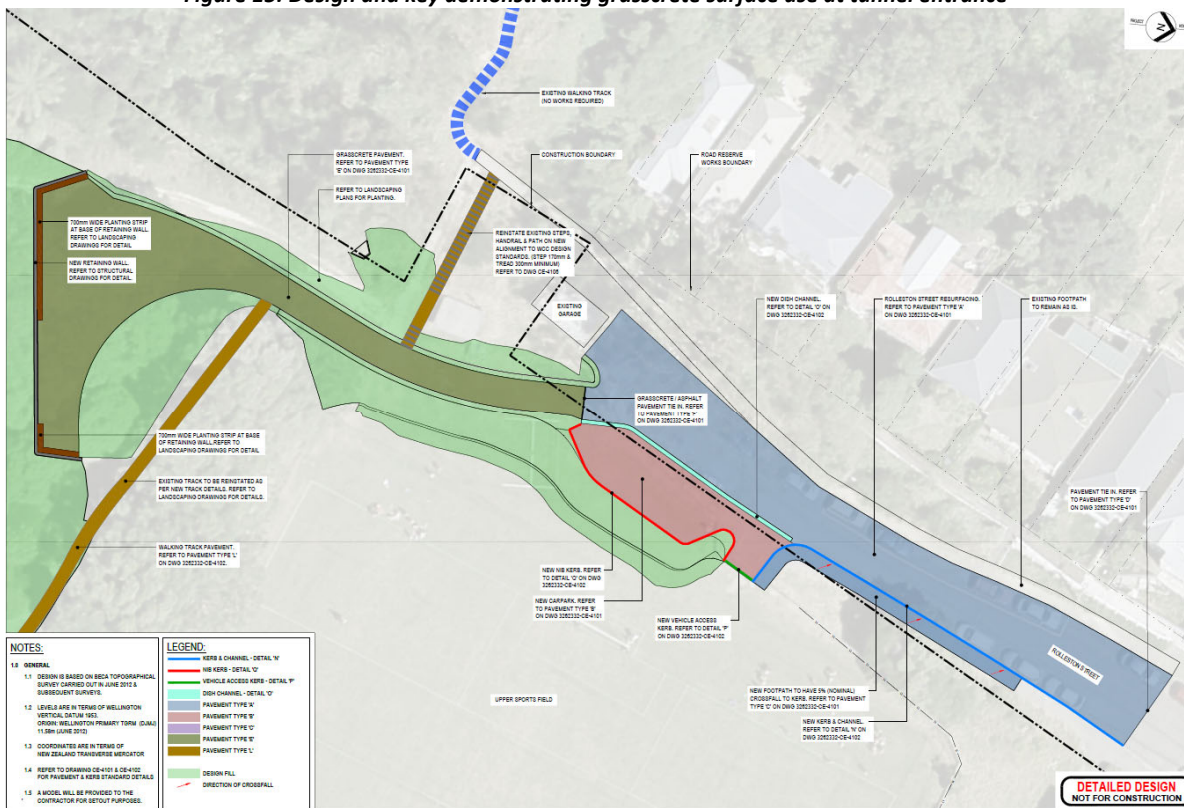 Figure 25: Design and key demonstrating grasscrete surface use at tunnel entrance
N
EXISTING WALKING TRACK
(NO WORKS REQUIRED)
GRASSCRETE PAVEMENT.
REFER TO PAVEMENT TYPE
'E' ON DWG 3262332-CE-4101
CONSTRUCTION BOUNDARY
ROAD RESERVE
WORKS BOUNDARY
REFER TO LANDSCAPING
PLANS FOR PLANTING.
700mm WIDE PLANTING STRIP
AT BASE OF RETAINING WALL.
REFER TO LANDSCAPING
DRAWINGS FOR DETAIL
NEW RETAINING WALL.
REFER TO STRUCTURAL
DRAWINGS FOR DETAIL.
REINSTATE EXISTING STEPS,
HANDRAIL & PATH ON NEW
ALIGNMENT TO WCC DESIGN
STANDARDS. (STEP 170mm &
TREAD 300mm MINIMUM)
REFER TO DWG CE-4106
EXISTING
GARAGE
NEW DISH CHANNEL.
REFER TO DETAIL 'O' ON
DWG 3262332-CE-4102
ROLLESTON STREET RESURFACING.
REFER TO PAVEMENT TYPE 'A'
ON DWG 3262332-CE-4101
EXISTING FOOTPATH
TO REMAIN AS IS.
GRASSCRETE / ASPHALT
PAVEMENT TIE IN. REFER
TO PAVEMENT TYPE 'F'
ON DWG 3262332-CE-4101
700mm WIDE PLANTING STRIP AT BASE
OF RETAINING WALL.REFER TO
LANDSCAPING DRAWINGS FOR DETAIL
EXISTING TRACK TO BE REINSTATED AS
PER NEW TRACK DETAILS. REFER TO
LANDSCAPING DRAWINGS FOR DETAILS.
PAVEMENT TIE IN. REFER
TO PAVEMENT TYPE 'D'
ON DWG 3262332-CE-4101
WALKING TRACK PAVEMENT.
REFER TO PAVEMENT TYPE 'L'
ON DWG 3262332-CE-4102.
NEW NIB KERB. REFER
TO DETAIL 'Q' ON DWG
3262332-CE-4102
NEW CARPARK. REFER
TO PAVEMENT TYPE 'B'
ON DWG 3262332-CE-4101
NEW VEHICLE ACCESS
KERB. REFER TO DETAIL 'P'
ON DWG 3262332-CE-4102
ROLLESTON STREET
UPPER SPORTS FIELD
NEW FOOTPATH TO HAVE 5% (NOMINAL)
CROSSFALL TO KERB. REFER TO PAVEMENT
TYPE 'C' ON DWG 3262332-CE-4101
NEW KERB & CHANNEL.
REFER TO DETAIL 'N' ON
DWG 3262332-CE-4102
NOTES:
1.0 GENERAL
1.1 DESIGN IS BASED ON BECA TOPOGRAPHICAL
SURVEY CARRIED OUT IN JUNE 2012 &
SUBSEQUENT SURVEYS.
1.2 LEVELS ARE IN TERMS OF WELLINGTON
VERTICAL DATUM 1953.
ORIGIN: WELLINGTON PRIMARY TGRM (DJMJ)
11.58m (JUNE 2012)
1.3 COORDINATES ARE IN TERMS OF
NEW ZEALAND TRANSVERSE MERCATOR
1.4 REFER TO DRAWING CE-4101 & CE-4102
FOR PAVEMENT & KERB STANDARD DETAILS
1.5 A MODEL WILL BE PROVIDED TO THE
CONTRACTOR FOR SETOUT PURPOSES.
LEGEND:
KERB & CHANNEL - DETAIL 'N'
NIB KERB - DETAIL 'Q'
VEHICLE ACCESS KERB - DETAIL 'P'
DISH CHANNEL - DETAIL 'O'
PAVEMENT TYPE 'A'
PAVEMENT TYPE 'B'
PAVEMENT TYPE 'C'
PAVEMENT TYPE 'E'
PAVEMENT TYPE 'L'
DESIGN FILL
DIRECTION OF CROSSFALL
DETAILED DESIGN
NOT FOR CONSTRUCTION